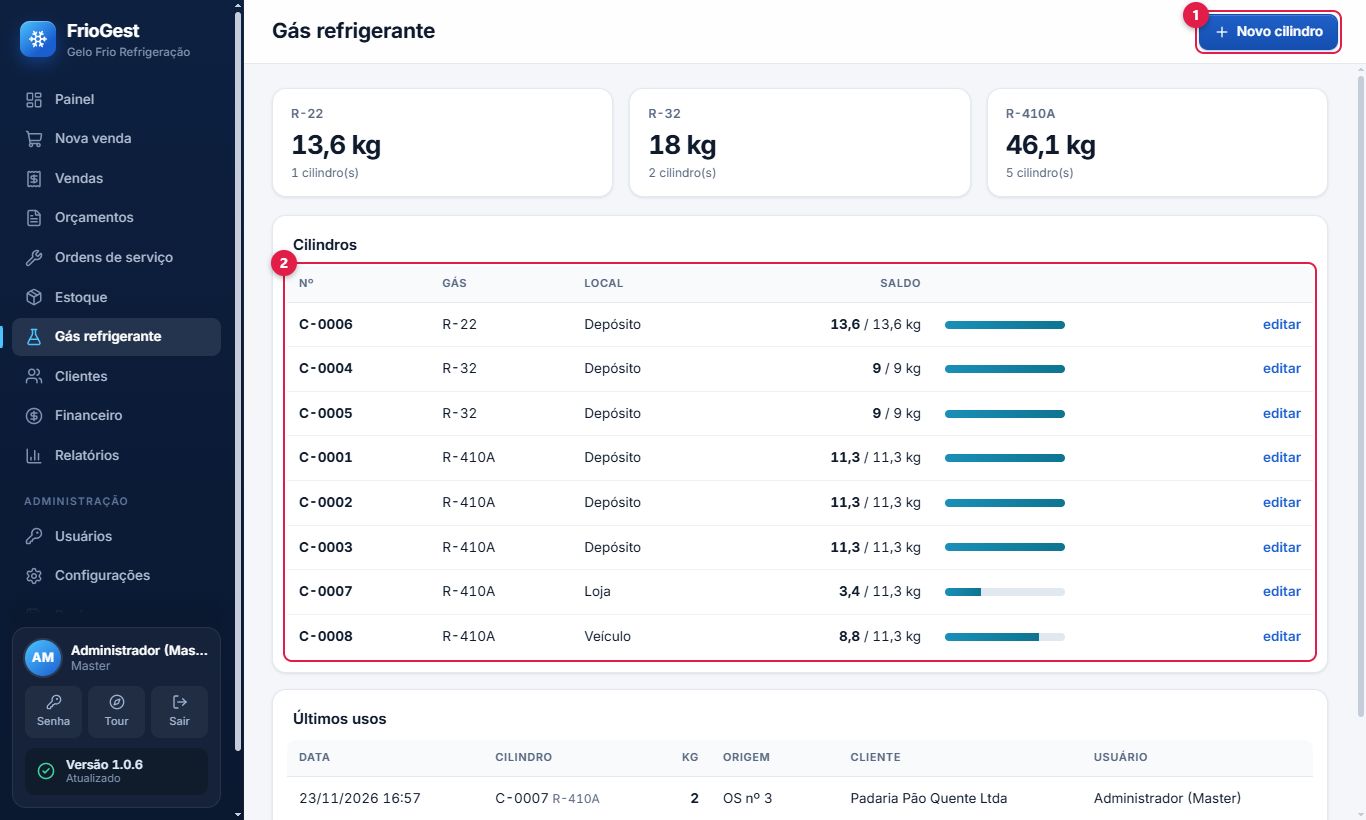 FrioGest
Gelo Frio Refrigeração
Painel
Nova venda
Vendas
Orçamentos
Ordens de serviço
Estoque
Gás refrigerante
Clientes
Financeiro
Relatórios
ADMINISTRAÇÃO
Usuários
Configurações
AM
Administrador (Mas...
Master
Senha Tour Sair
Versão 1.0.6
Atualizado
Gás refrigerante
1
+ Novo cilindro
R-22
13,6 kg
1 cilindro(s)
R-32
18 kg
2 cilindro(s)
R-410A
46,1 kg
5 cilindro(s)
Cilindros
2
Nº GÁS LOCAL SALDO
C-0006 R-22 Depósito 13,6 / 13,6 kg editar
C-0004 R-32 Depósito 9 / 9 kg editar
C-0005 R-32 Depósito 9 / 9 kg editar
C-0001 R-410A Depósito 11,3 / 11,3 kg editar
C-0002 R-410A Depósito 11,3 / 11,3 kg editar
C-0003 R-410A Depósito 11,3 / 11,3 kg editar
C-0007 R-410A Loja 3,4 / 11,3 kg editar
C-0008 R-410A Veículo 8,8 / 11,3 kg editar
Últimos usos
DATA CILINDRO KG ORIGEM CLIENTE USUÁRIO
23/11/2026 16:57 C-0007 R-410A 2 OS nº 3 Padaria Pão Quente Ltda Administrador (Master)